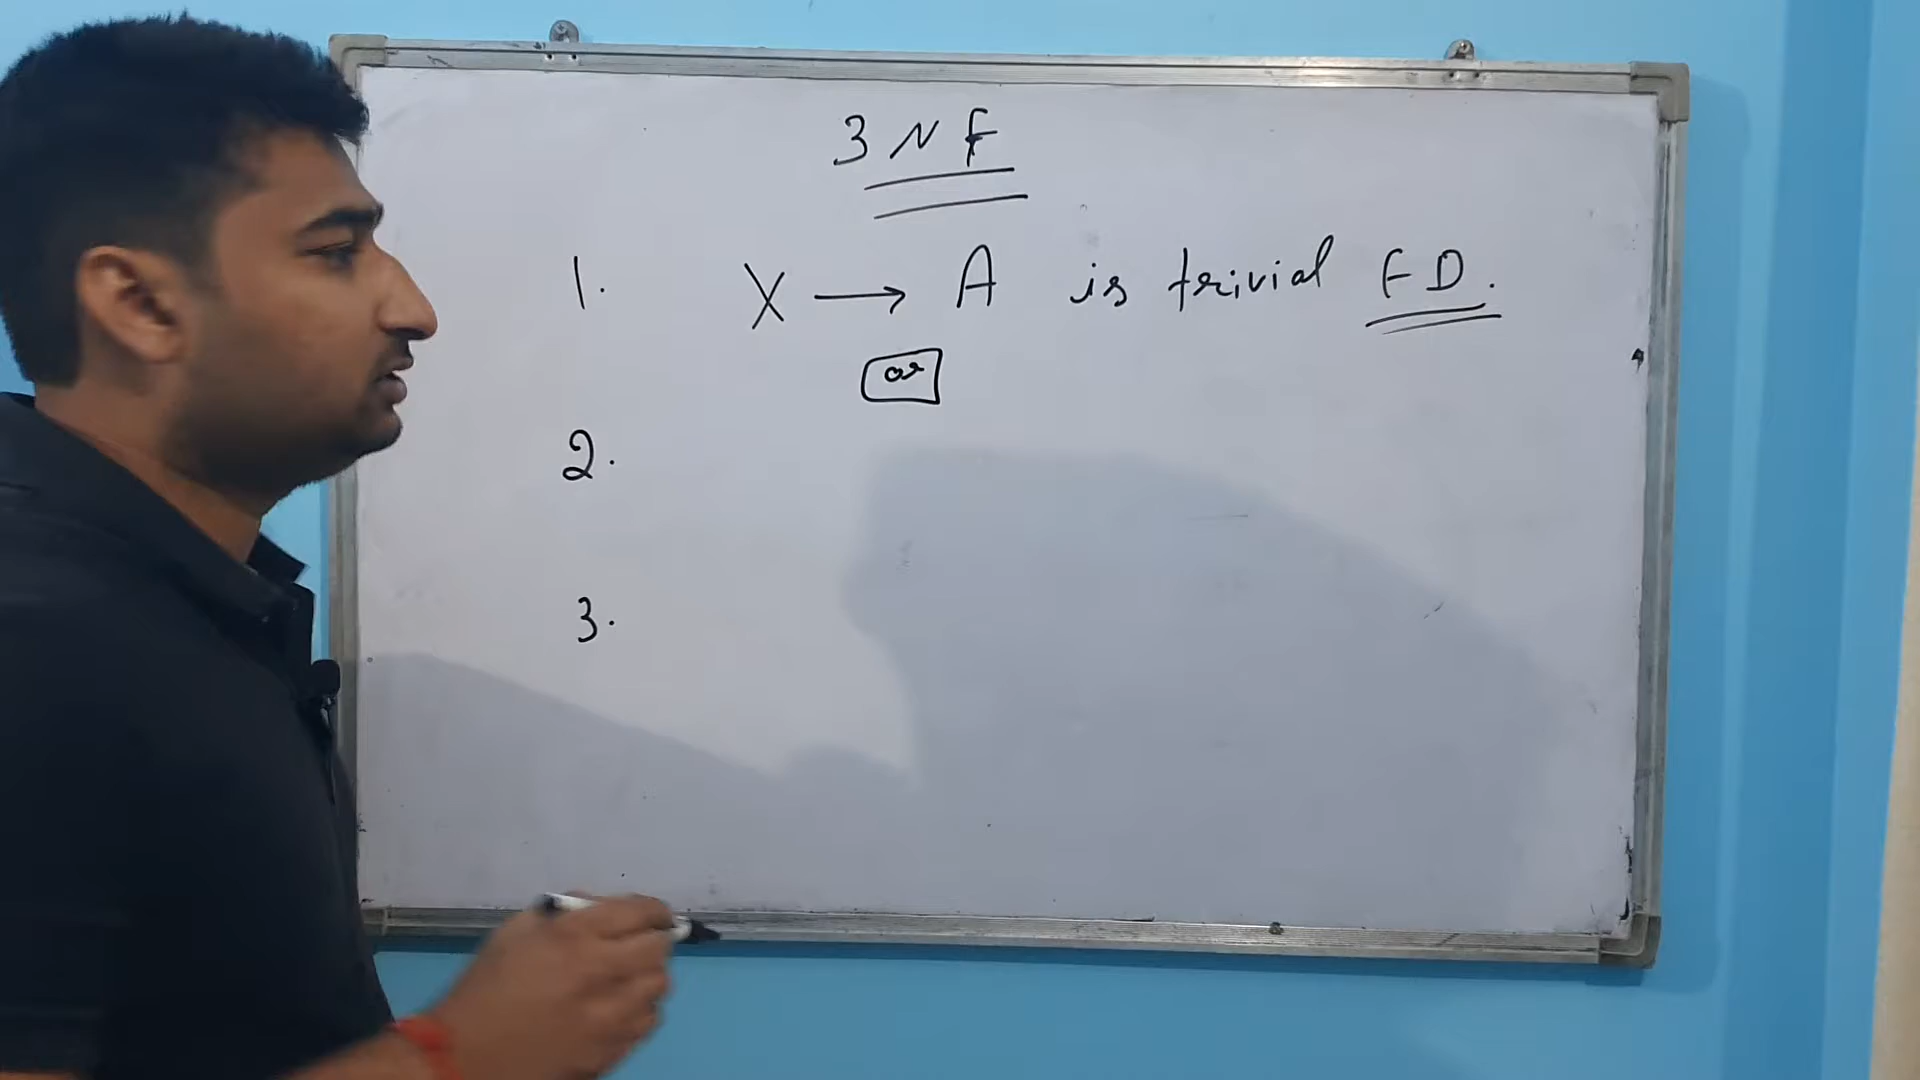 3NF
1. X → A is trivial FD.
or
2.
3.